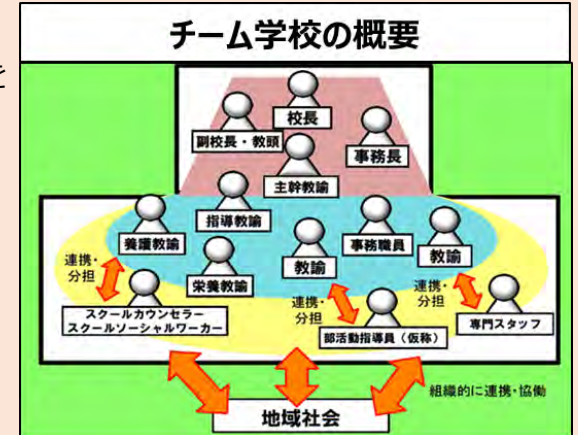 チーム学校の概要
を
校長
副校長・教頭
事務長
主幹教諭
指導教諭
養護教諭
事務職員
教諭
教諭
栄養教諭
連携・
分担
連携・
分担
連携・
分担
スクールカウンセラー
スクールソーシャルワーカー
部活動指導員（仮称）
専門スタッフ
組織的に連携・協働
地域社会